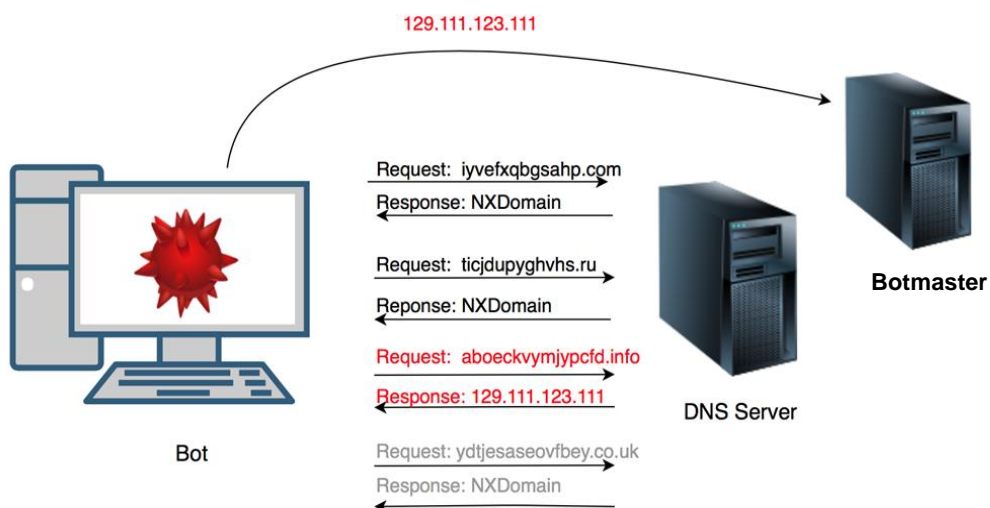 129.111.123.111
Request: iyvefxqbgsahp.com
Response: NXDomain
Request: ticjdupyghvhs.ru
Reponse: NXDomain
Request: aboeckvymjypcfd.info
Response: 129.111.123.111
Request: ydtjesaseovfbey.co.uk
Response: NXDomain
Bot
DNS Server
Botmaster